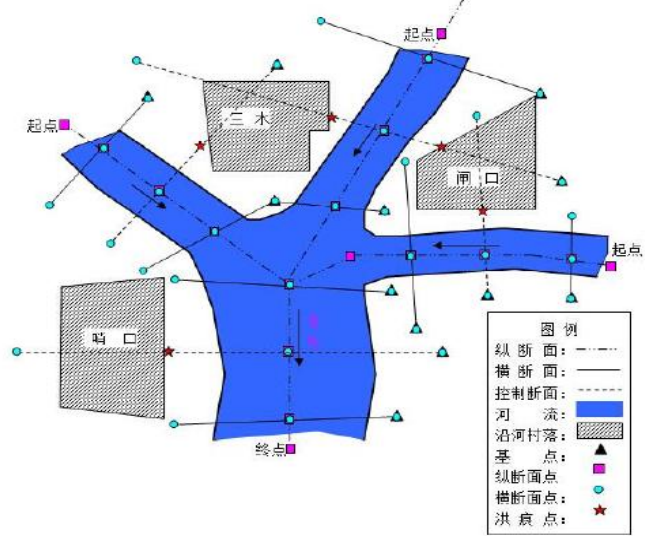 起点
起点
三 水
闸 口
起点
哨 口
终点
图 例
纵 断 面：
横 断 面：
控制断面：
河 流：
沿河村落：
基 点：
纵断面点：
横断面点：
洪 痕 点：